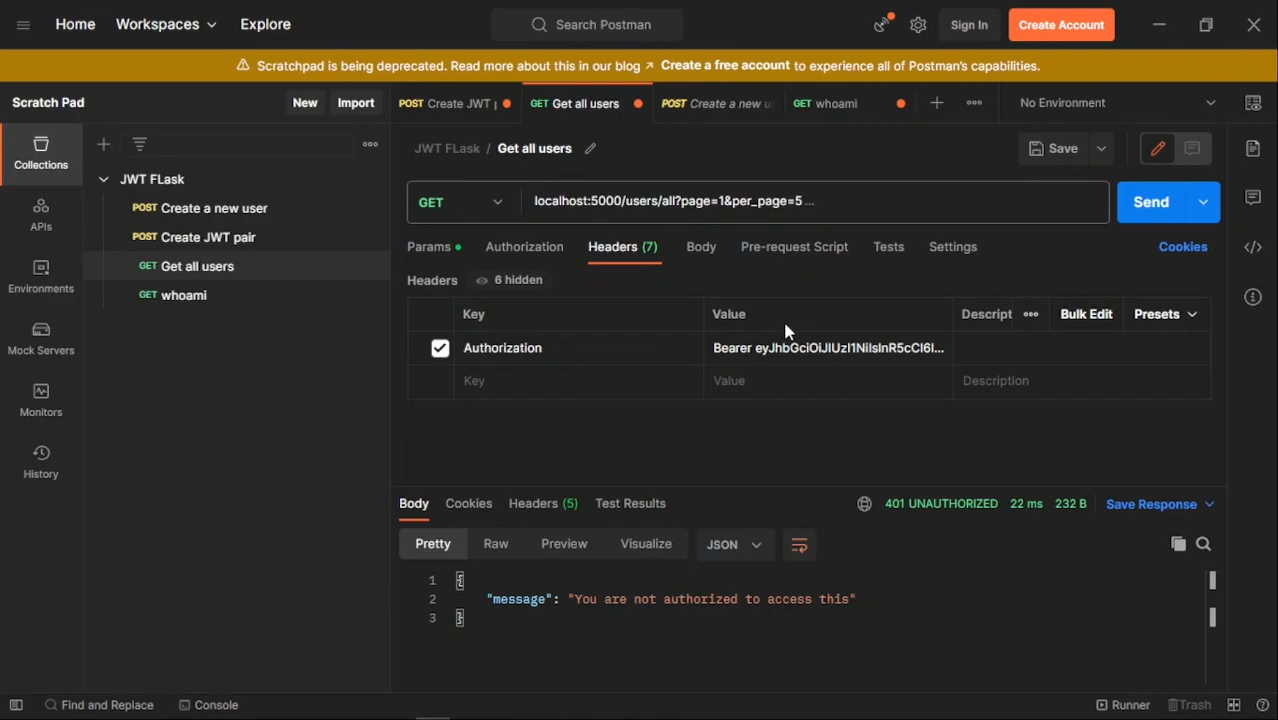 Home Workspaces Explore Search Postman Sign In Create Account
Scratchpad is being deprecated. Read more about this in our blog ↗ Create a free account to experience all of Postman's capabilities.
Scratch Pad New Import POST Create JWT GET Get all users POST Create a new GET whoami No Environment
Collections
JWT FLask / Get all users Save
JWT FLask
POST Create a new user
POST Create JWT pair
GET Get all users
GET whoami
APIs
Environments
Mock Servers
Monitors
History
GET localhost:5000/users/all?page=1&per_page=5 ... Send
Params Authorization Headers (7) Body Pre-request Script Tests Settings Cookies
Headers 6 hidden
Key Value Descript Bulk Edit Presets
Authorization Bearer
Key Value Description
Body Cookies Headers (5) Test Results 401 UNAUTHORIZED 22 ms 232 B Save Response
Pretty Raw Preview Visualize JSON
1 {
2 "message": "You are not authorized to access this"
3 }
Find and Replace Console Runner Trash